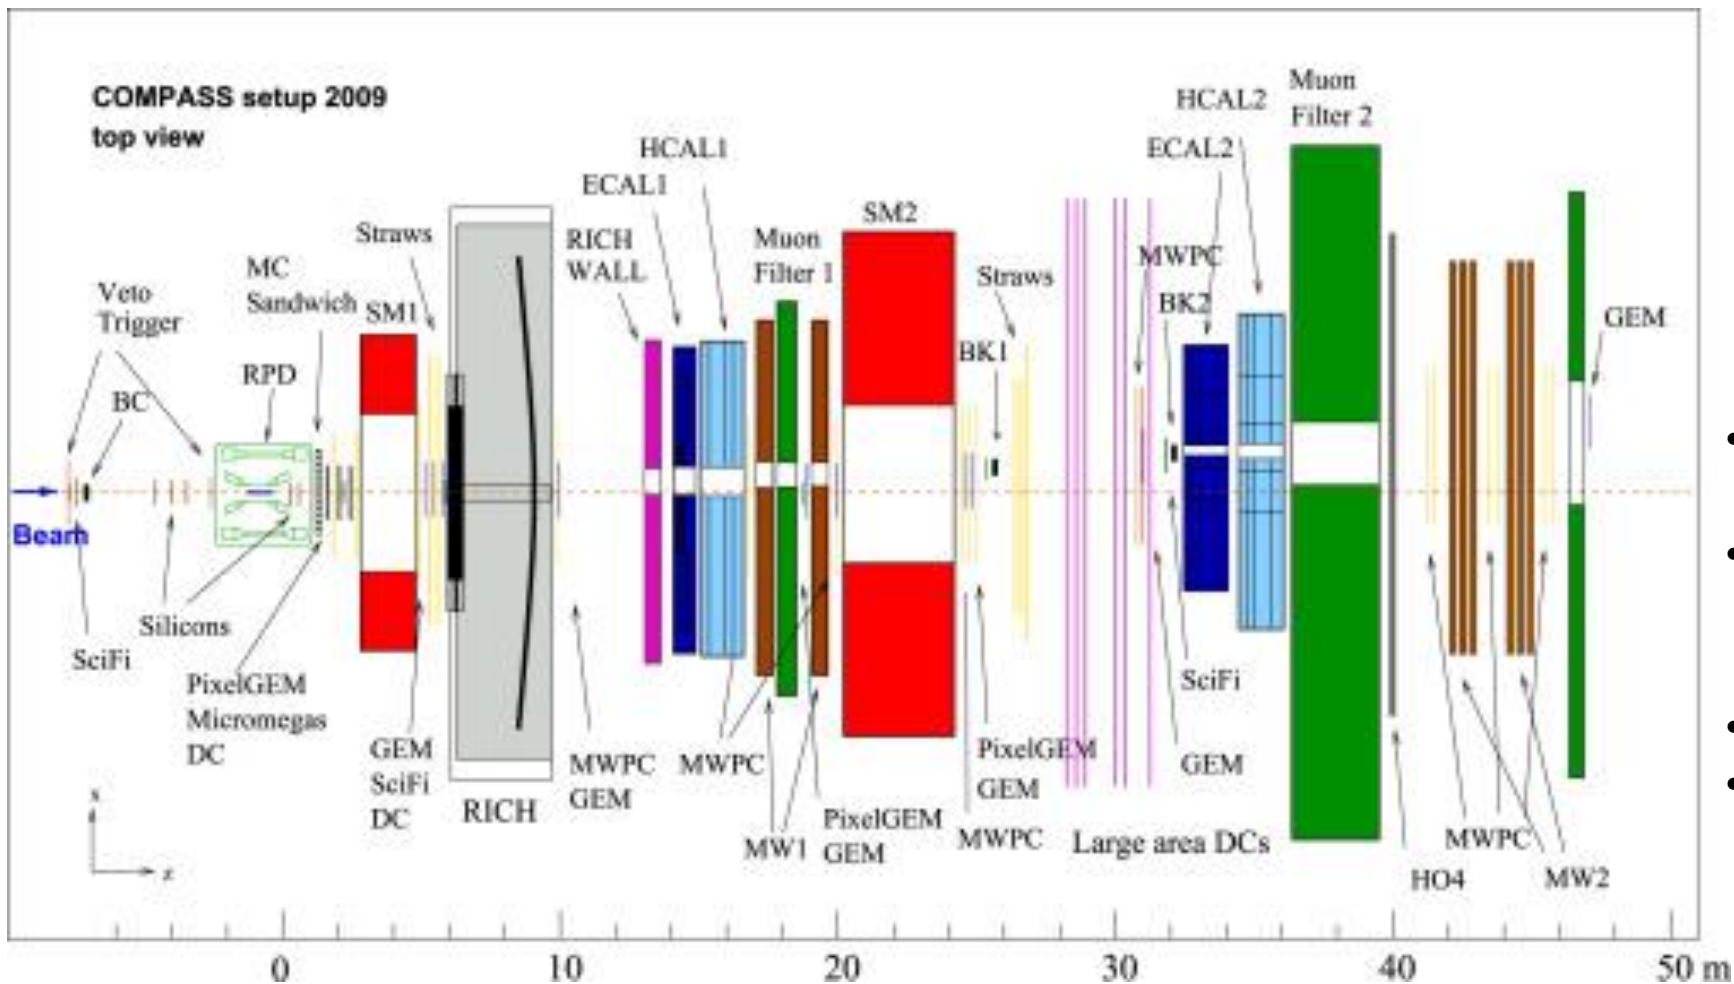 COMPASS setup 2009
top view
Muon
Filter 2
HCAL2
ECAL2
HCAL1
ECAL1
SM2
Straws
RICH
WALL
Muon
Filter 1
MWPC
Straws
MC
Sandwich
SM1
Veto
Trigger
BK2
GEM
BK1
RPD
BC
Beam
Silicons
SciFi
PixelGEM
Micromegas
DC
GEM
SciFi
DC
RICH
MWPC
GEM
MWPC
MW1
PixelGEM
GEM
PixelGEM
GEM
MWPC
SciFi
GEM
Large area DCs
MWPC
HO4
MW2
x
z
0
10
20
30
40
50 m